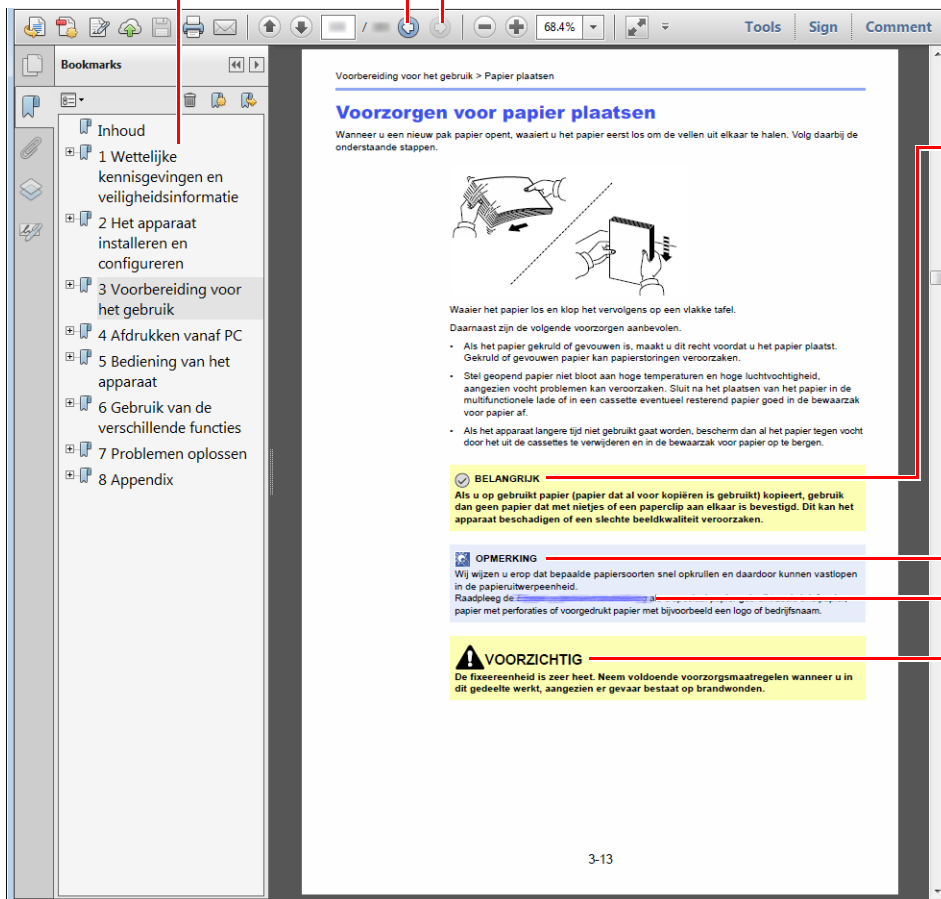 /
68.4%
Tools
Sign
Comment
Bookmarks
Inhoud
1 Wettelijke
kennisgevingen en
veiligheidsinformatie
2 Het apparaat
installeren en
configureren
3 Voorbereiding voor
het gebruik
4 Afdrukken vanaf PC
5 Bediening van het
apparaat
6 Gebruik van de
verschillende functies
7 Problemen oplossen
8 Appendix
Voorbereiding voor het gebruik > Papier plaatsen
Voorzorgen voor papier plaatsen
Wanneer u een nieuw pak papier opent, waaiert u het papier eerst los om de vellen uit elkaar te halen. Volg daarbij de
onderstaande stappen.
Waaier het papier los en klop het vervolgens op een vlakke tafel.
Daarnaast zijn de volgende voorzorgen aanbevolen.
• Als het papier gekruld of gevouwen is, maakt u dit recht voordat u het papier plaatst.
Gekruld of gevouwen papier kan papierstoringen veroorzaken.
• Stel geopend papier niet bloot aan hoge temperaturen en hoge luchtvochtigheid,
aangezien vocht problemen kan veroorzaken. Sluit na het plaatsen van het papier in de
multifunctionele lade of in een cassette eventueel resterend papier goed in de bewaarzak
voor papier af.
• Als het apparaat langere tijd niet gebruikt gaat worden, bescherm dan al het papier tegen vocht
door het uit de cassettes te verwijderen en in de bewaarzak voor papier op te bergen.
BELANGRIJK
Als u op gebruikt papier (papier dat al voor kopiëren is gebruikt) kopieert, gebruik
dan geen papier dat met nietjes of een paperclip aan elkaar is bevestigd. Dit kan het
apparaat beschadigen of een slechte beeldkwaliteit veroorzaken.
OPMERKING
Wij wijzen u erop dat bepaalde papiersoorten snel opkrullen en daardoor kunnen vastlopen
in de papieruitwerpeenheid.
Raadpleeg de
papier met perforaties of voorgedrukt papier met bijvoorbeeld een logo of bedrijfsnaam.
VOORZICHTIG
De fixeereenheid is zeer heet. Neem voldoende voorzorgsmaatregelen wanneer u in
dit gedeelte werkt, aangezien er gevaar bestaat op brandwonden.
3-13